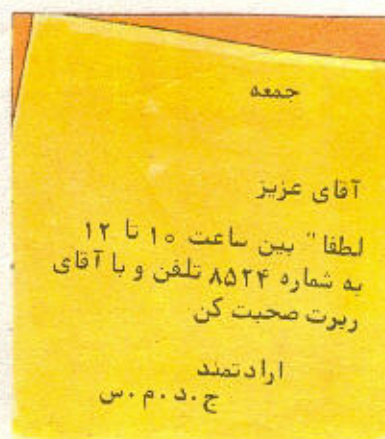 جمعه
آقای عزیز
لطفا" بین ساعت ۱۰ تا ۱۲
به شماره ۸۵۲۴ تلفن و با آقای
ربرت صحبت کن
ارادتمند
ج.د.م.س